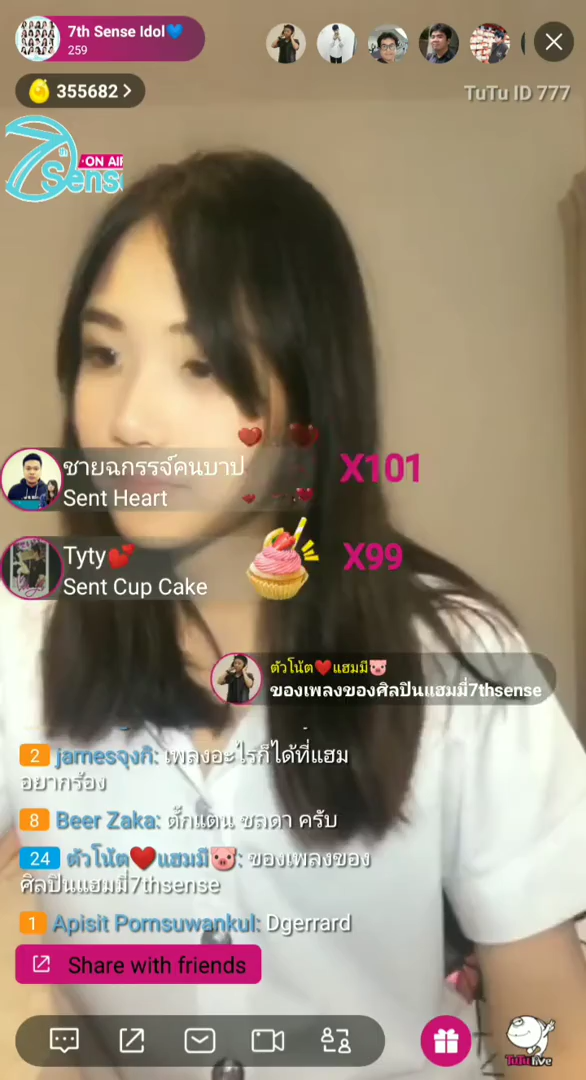 7th Sense Idol💙
259
355682 >
TuTu ID 777
7th
ON AIR
Sense
ชายฉกรรจ์คนบาป
Sent Heart
X101
Tyty💕
Sent Cup Cake
X99
ตัวโน้ต❤️แฮมมี่🐷
ของเพลงของศิลปินแฮมมี่7thsense
2 jamesจุงกิ: เพลงอะไรก็ได้ที่แฮม
อยากร้อง
8 Beer Zaka: ตั๊กแตน ชลดา ครับ
24 ตัวโน้ต❤️แฮมมี่🐷: ของเพลงของ
ศิลปินแฮมมี่7thsense
1 Apisit Pornsuwankul: Dgerrard
Share with friends
TuTu live